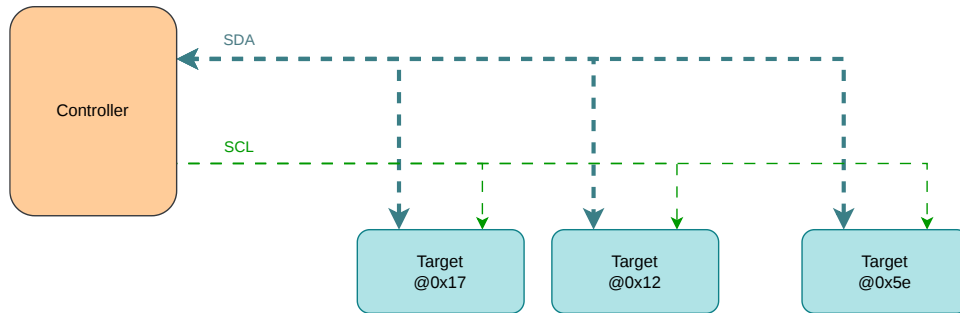 SDA
Controller
SCL
Target
@0x17
Target
@0x12
Target
@0x5e